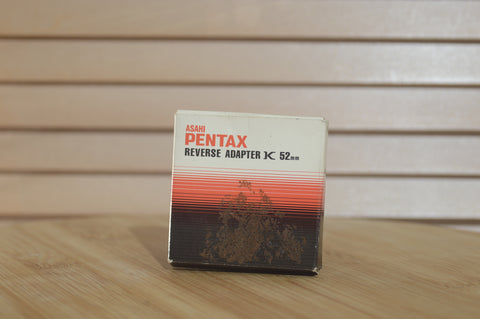 ASAHI
PENTAX
REVERSE ADAPTER K 52mm